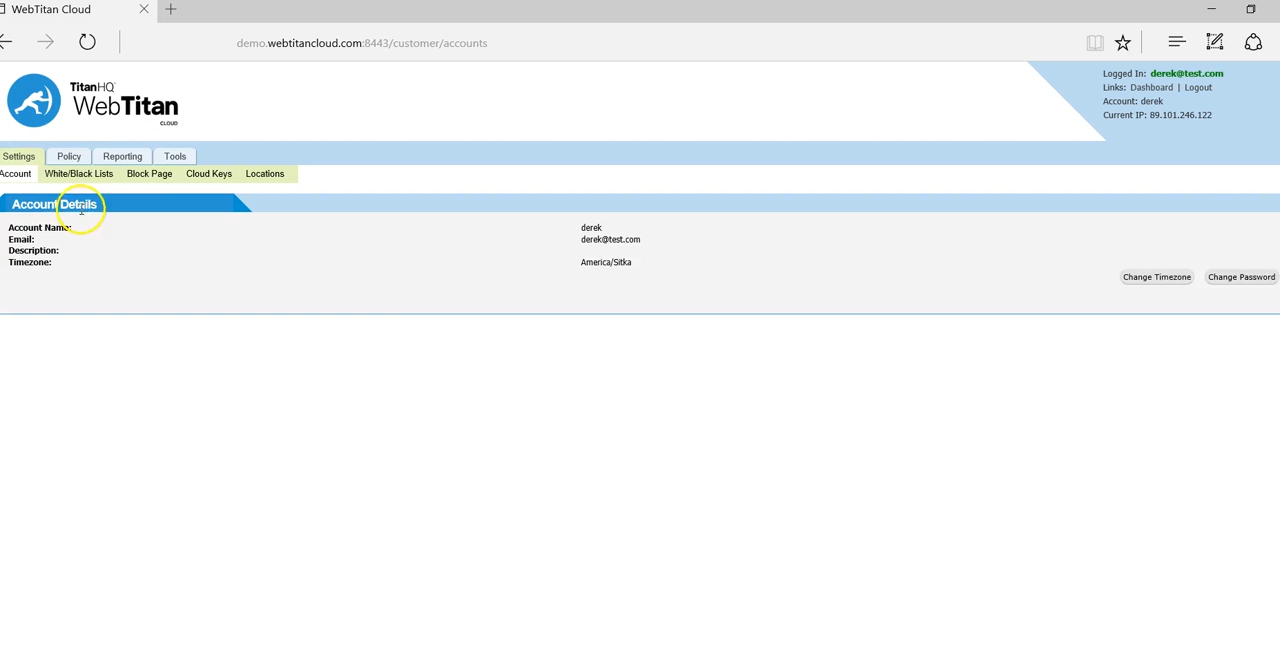 WebTitan Cloud
demo.webtitancloud.com:8443/customer/accounts
TitanHQ
WebTitan
CLOUD
Logged In: derek@test.com
Links: Dashboard | Logout
Account: derek
Current IP: 89.101.246.122
Settings Policy Reporting Tools
Account White/Black Lists Block Page Cloud Keys Locations
Account Details
Account Name: derek
Email: derek@test.com
Description:
Timezone: America/Sitka
Change Timezone Change Password